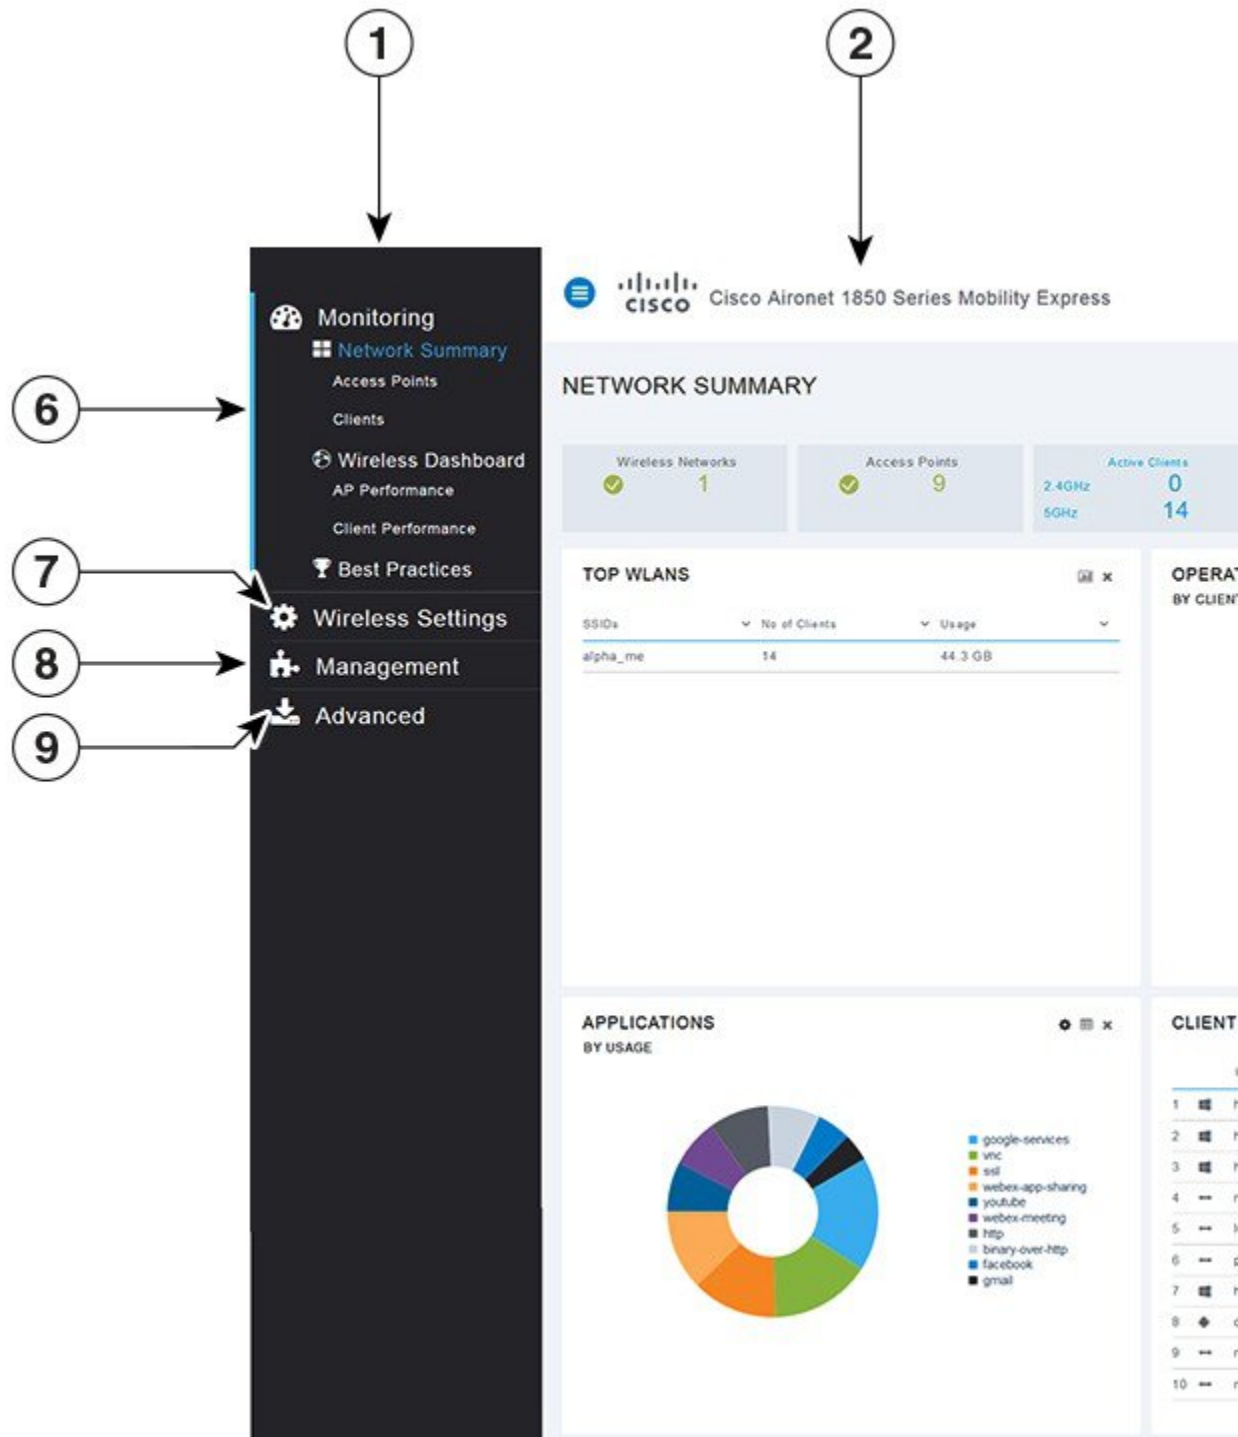 1
2
CISCO Cisco Aironet 1850 Series Mobility Express
Monitoring
Network Summary
Access Points
Clients
Wireless Dashboard
AP Performance
Client Performance
Best Practices
Wireless Settings
Management
Advanced
6
7
8
9
NETWORK SUMMARY
Wireless Networks
1
Access Points
9
Active Clients
2.4GHz 0
5GHz 14
TOP WLANS
SSIDs No of Clients Usage
alpha_me 14 44.3 GB
OPERAT
BY CLIENT
APPLICATIONS
BY USAGE
google-services
vnc
ssl
webex-app-sharing
youtube
webex-meeting
http
binary-over-http
facebook
gmail
CLIENT
1
2
3
4
5
6
7
8
9
10